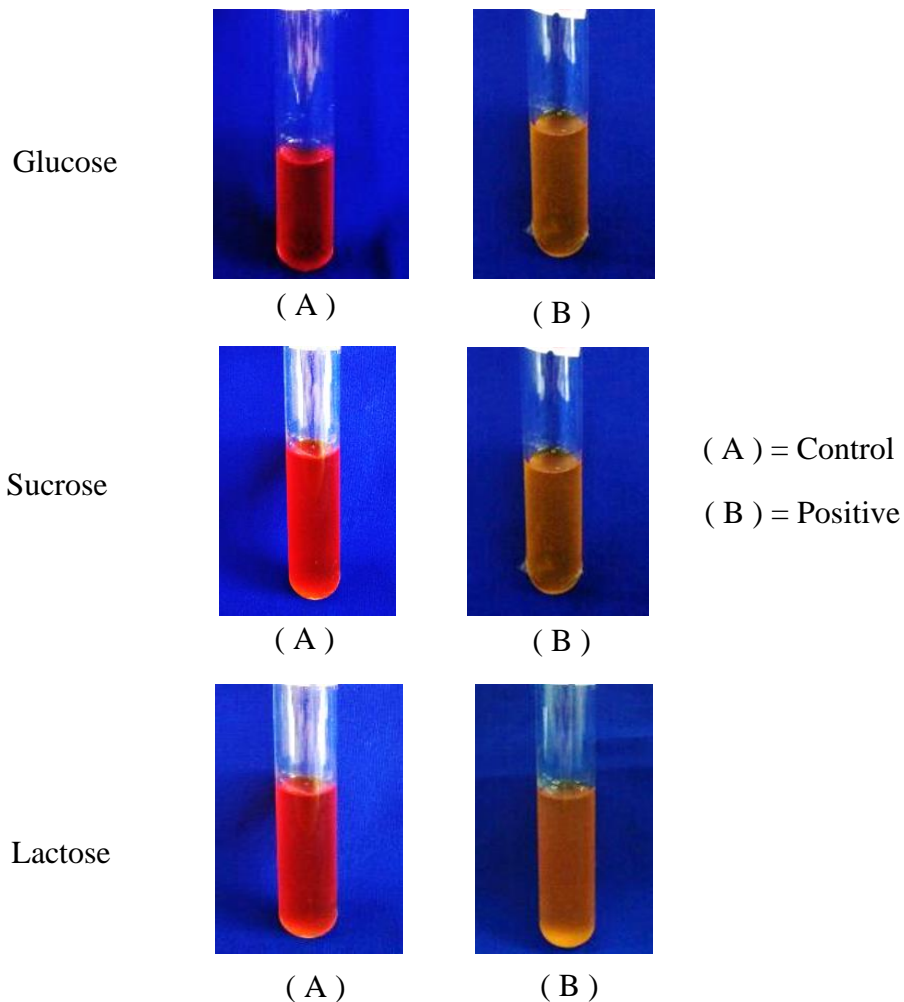 Glucose
( A )
( B )
Sucrose
( A ) = Control
( B ) = Positive
( A )
( B )
Lactose
( A )
( B )